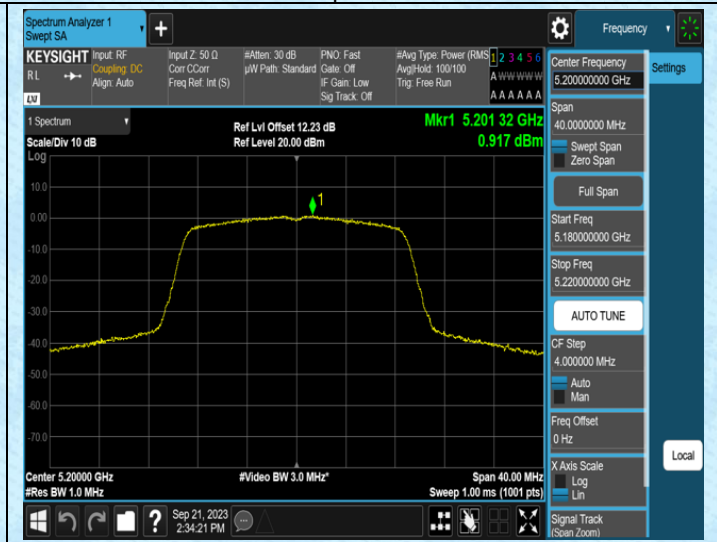 Spectrum Analyzer 1
Swept SA
+
Frequency
KEYSIGHT
RL
LXI
Input: RF
Coupling: DC
Align: Auto
Input Z: 50 Ω
Corr CCorr
Freq Ref: Int (S)
#Atten: 30 dB
µW Path: Standard
PNO: Fast
Gate: Off
IF Gain: Low
Sig Track: Off
#Avg Type: Power (RMS
Avg|Hold: 100/100
Trig: Free Run
1 2 3 4 5 6
A W W W W W
A A A A A A
Center Frequency
5.200000000 GHz
Settings
1 Spectrum
Scale/Div 10 dB
Log
Ref Lvl Offset 12.23 dB
Ref Level 20.00 dBm
Mkr1 5.201 32 GHz
0.917 dBm
Span
40.0000000 MHz
Swept Span
Zero Span
Full Span
Start Freq
5.180000000 GHz
Stop Freq
5.220000000 GHz
AUTO TUNE
CF Step
4.000000 MHz
Auto
Man
Freq Offset
0 Hz
X Axis Scale
Log
Lin
Signal Track
(Span Zoom)
Local
10.0
0.00
-10.0
-20.0
-30.0
-40.0
-50.0
-60.0
-70.0
1
Center 5.20000 GHz
#Res BW 1.0 MHz
#Video BW 3.0 MHz*
Span 40.00 MHz
Sweep 1.00 ms (1001 pts)
?
Sep 21, 2023
2:34:21 PM